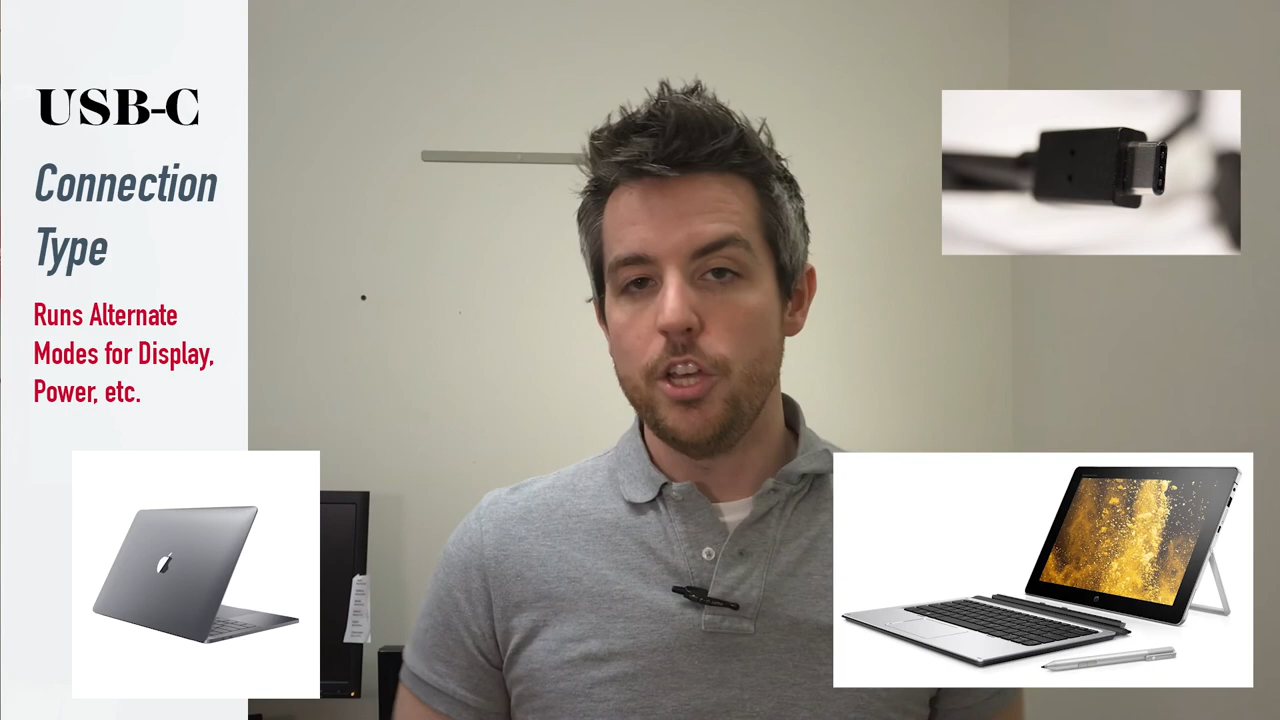 USB-C
Connection
Type
Runs Alternate
Modes for Display,
Power, etc.